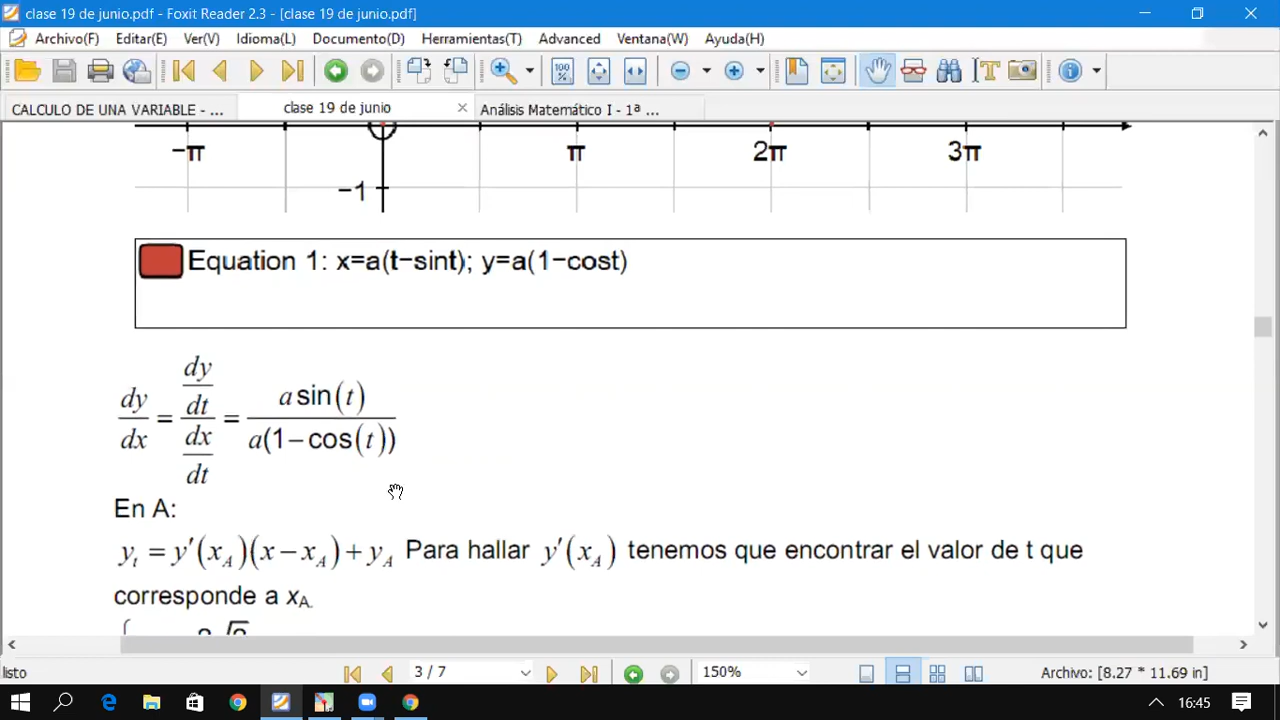 clase 19 de junio.pdf - Foxit Reader 2.3 - [clase 19 de junio.pdf]
Archivo(F) Editar(E) Ver(V) Idioma(L) Documento(D) Herramientas(T) Advanced Ventana(W) Ayuda(H)
CALCULO DE UNA VARIABLE - ... clase 19 de junio Análisis Matemático I - 1ª ...
−π π 2π 3π
−1
Equation 1: x=a(t−sint); y=a(1−cost)
dy/dx = (dy/dt)/(dx/dt) = a sin(t)/a(1−cos(t))
En A:
y_t = y′(x_A)(x−x_A)+y_A Para hallar y′(x_A) tenemos que encontrar el valor de t que
corresponde a x_A.
listo 3 / 7 150% Archivo: [8.27 * 11.69 in]
16:45